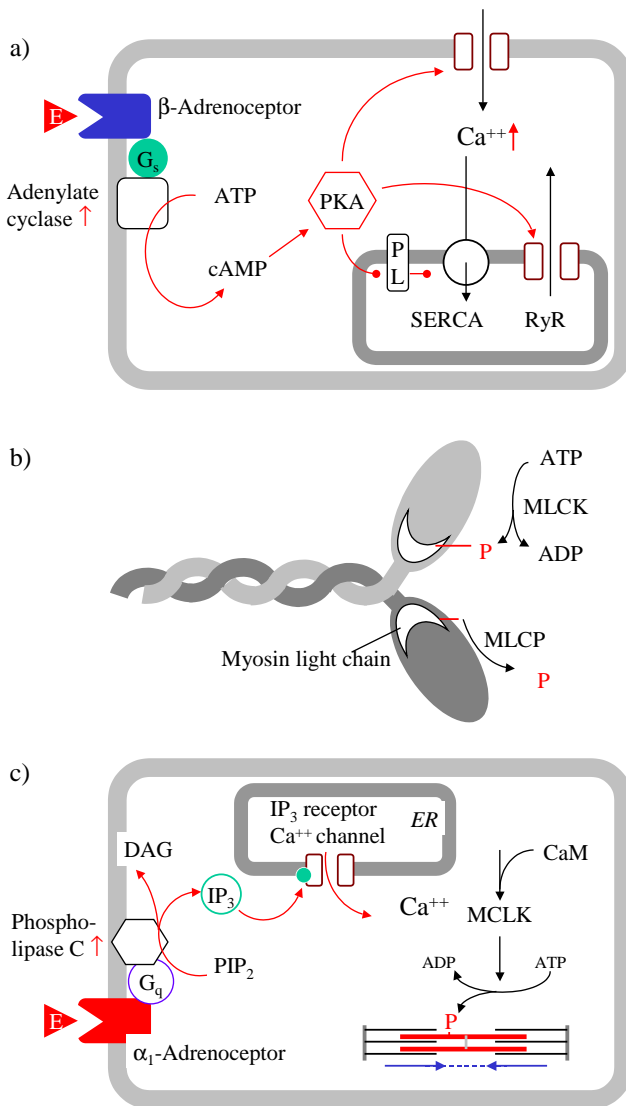 a)
E
β-Adrenoceptor
Gs
Adenylate
cyclase ↑
ATP
cAMP
PKA
Ca++ ↑
P
L
SERCA
RyR
b)
ATP
MLCK
P
ADP
Myosin light chain
MLCP
P
c)
IP3 receptor
Ca++ channel
ER
DAG
IP3
Phospho-
lipase C ↑
PIP2
Gq
E
α1-Adrenoceptor
Ca++
CaM
MCLK
ADP
ATP
P